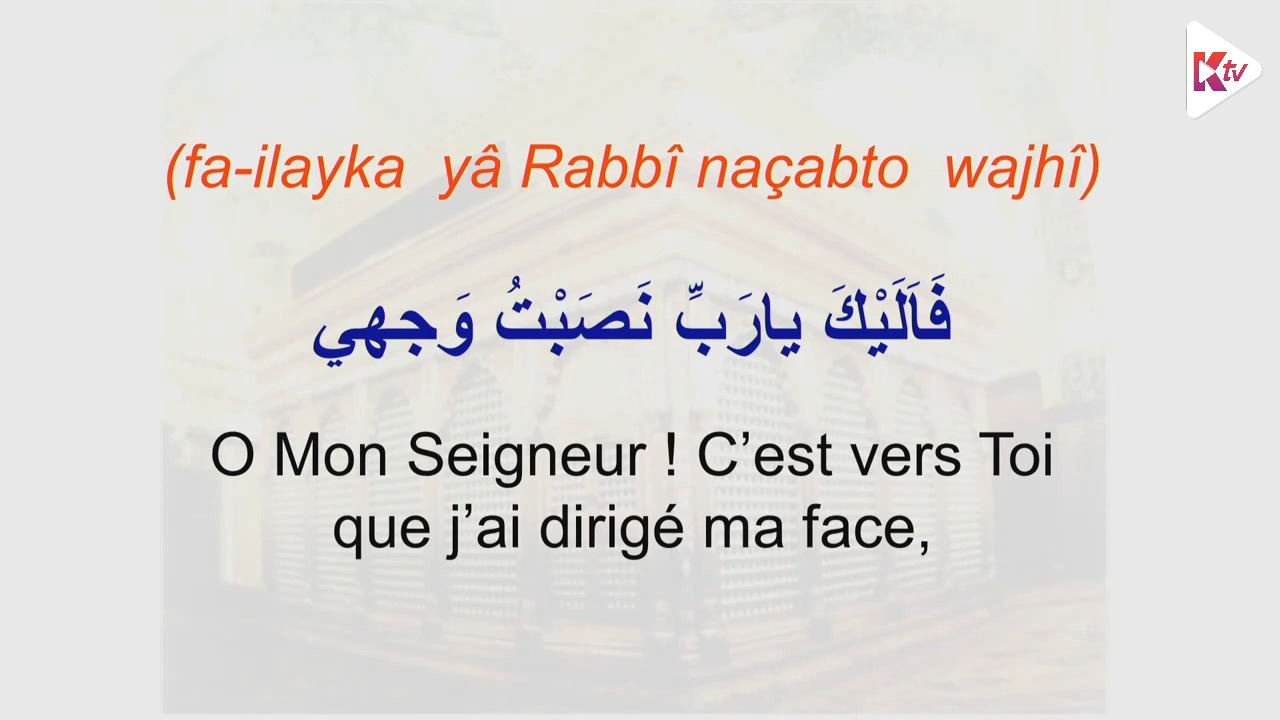 Ktv
(fa-ilayka yâ Rabbî naçabto wajhî)
فَاَلَيْكَ يارَبِّ نَصَبْتُ وَجهي
O Mon Seigneur ! C’est vers Toi
que j’ai dirigé ma face,